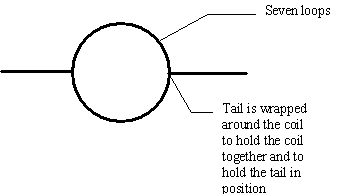 Seven loops
Tail is wrapped
around the coil
to hold the coil
together and to
hold the tail in
position